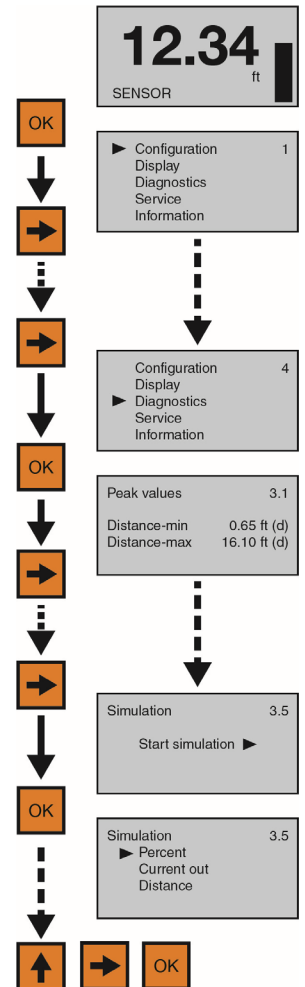 12.34
ft
SENSOR
OK
Configuration 1
Display
Diagnostics
Service
Information
Configuration 4
Display
Diagnostics
Service
Information
OK
Peak values 3.1
Distance-min 0.65 ft (d)
Distance-max 16.10 ft (d)
Simulation 3.5
Start simulation
OK
Simulation 3.5
Percent
Current out
Distance
OK